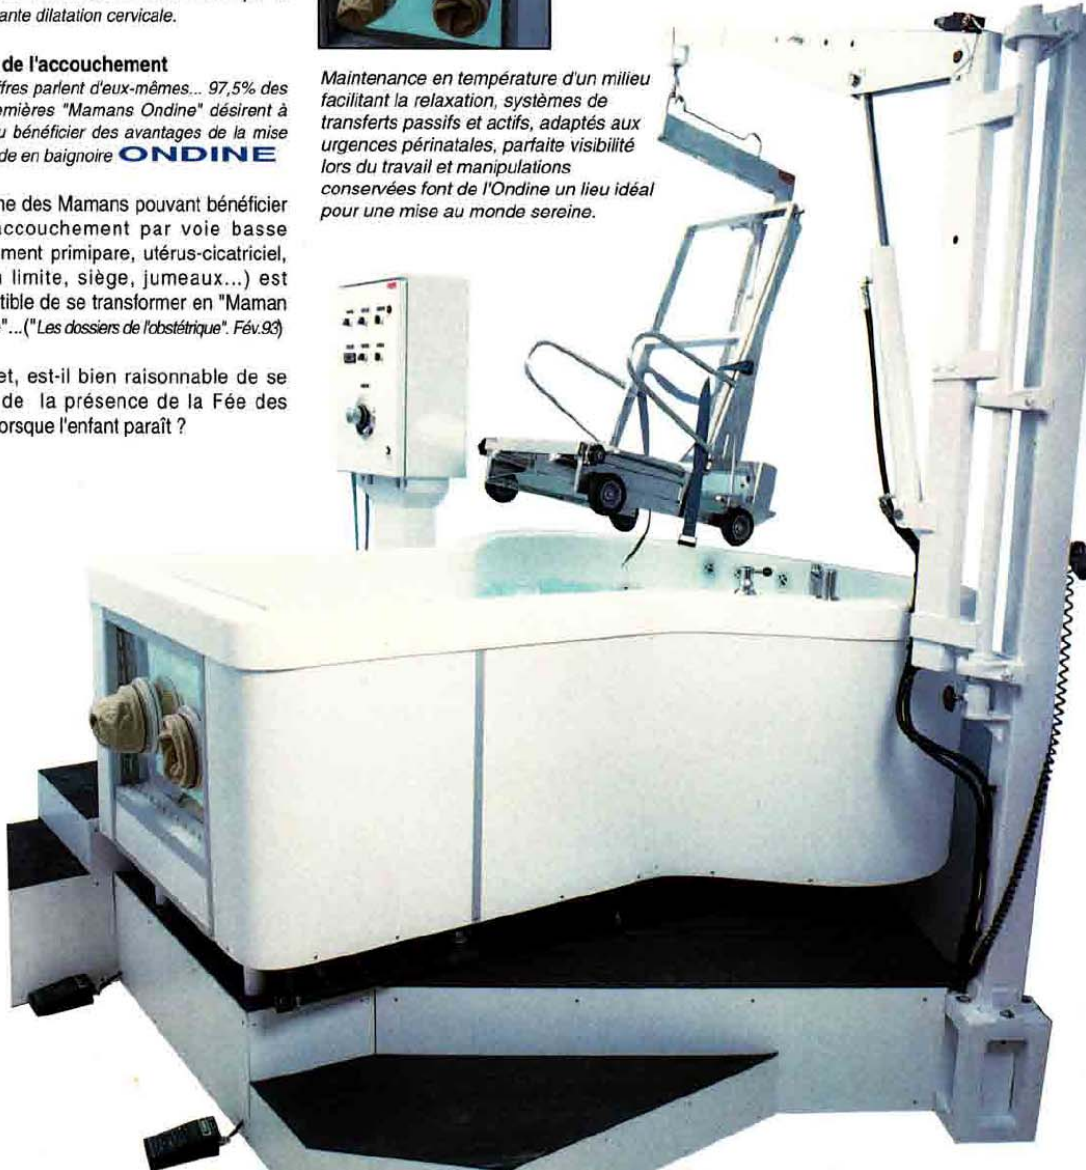 ante dilatation cervicale.
de l'accouchement
ffres parlent d'eux-mêmes... 97,5% des
emières "Mamans Ondine" désirent à
u bénéficier des avantages de la mise
de en baignoire ONDINE
ne des Mamans pouvant bénéficier
accouchement par voie basse
ment primipare, utérus-cicatriciel,
limite, siège, jumeaux...) est
tible de se transformer en "Maman
"...("Les dossiers de l'obstétrique". Fév.93)
et, est-il bien raisonnable de se
de la présence de la Fée des
orsque l'enfant paraît ?
Maintenance en température d'un milieu
facilitant la relaxation, systèmes de
transferts passifs et actifs, adaptés aux
urgences périnatales, parfaite visibilité
lors du travail et manipulations
conservées font de l'Ondine un lieu idéal
pour une mise au monde sereine.